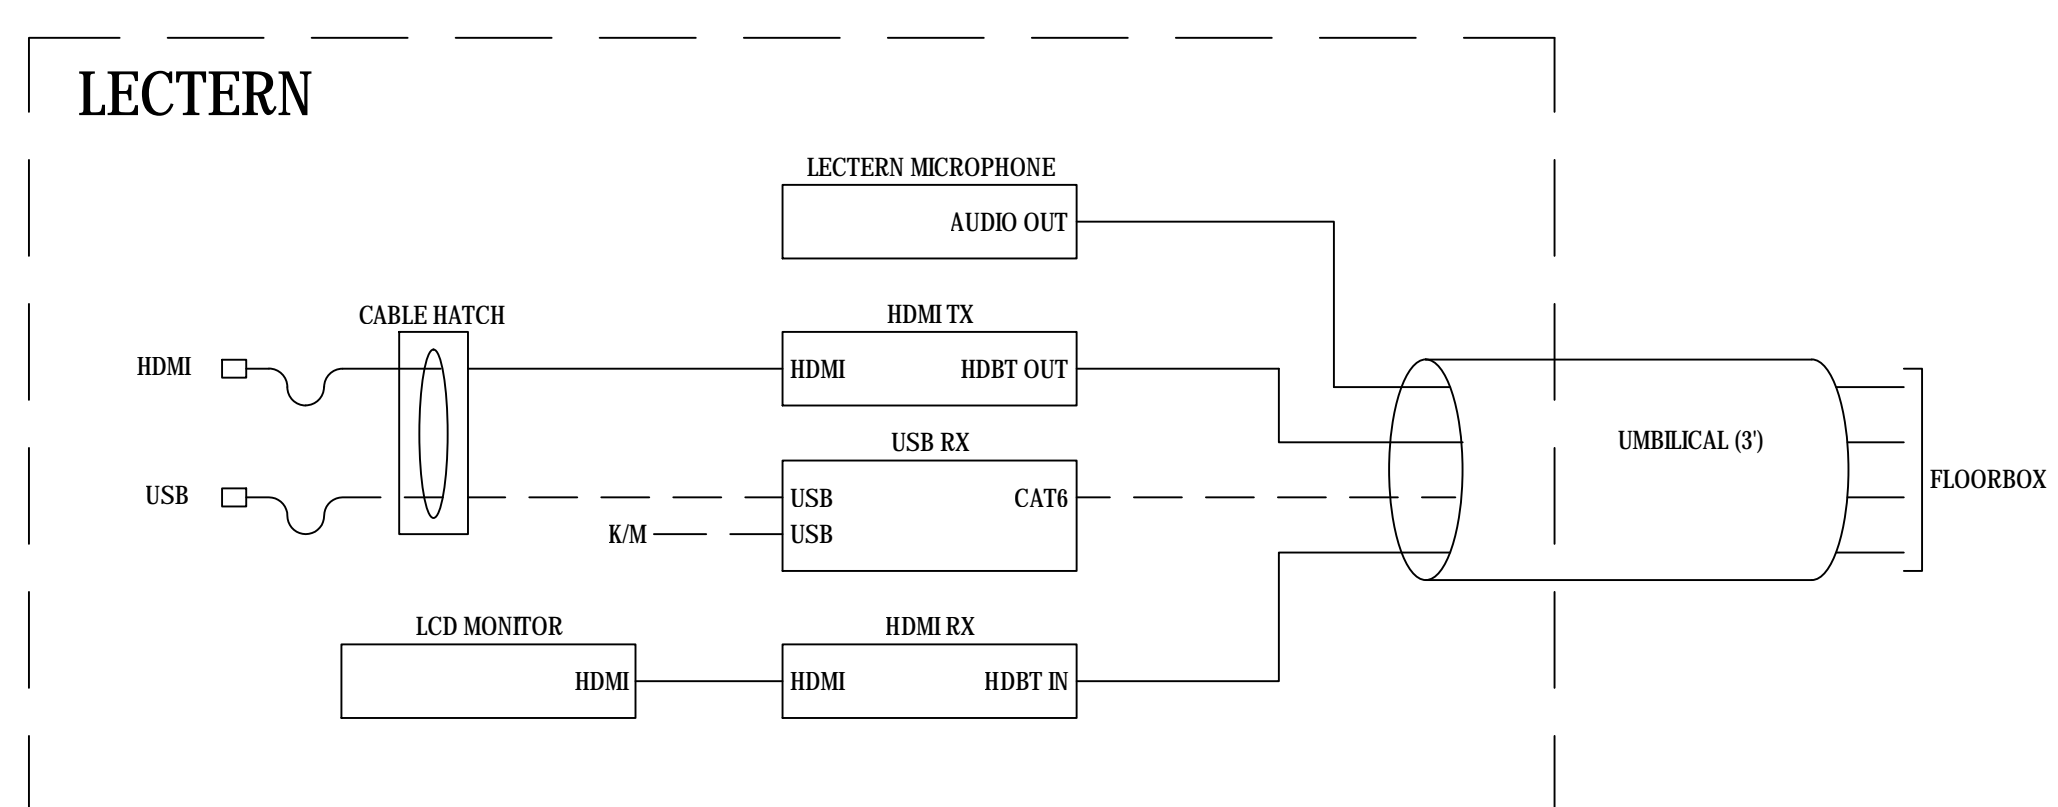 LECTERN
LECTERN MICROPHONE
AUDIO OUT
CABLE HATCH
HDMI TX
HDMI
HDMI
HDBT OUT
USB RX
UMBILICAL (3')
FLOORBOX
USB
USB
CAT6
K/M
USB
LCD MONITOR
HDMI RX
HDMI
HDMI
HDBT IN